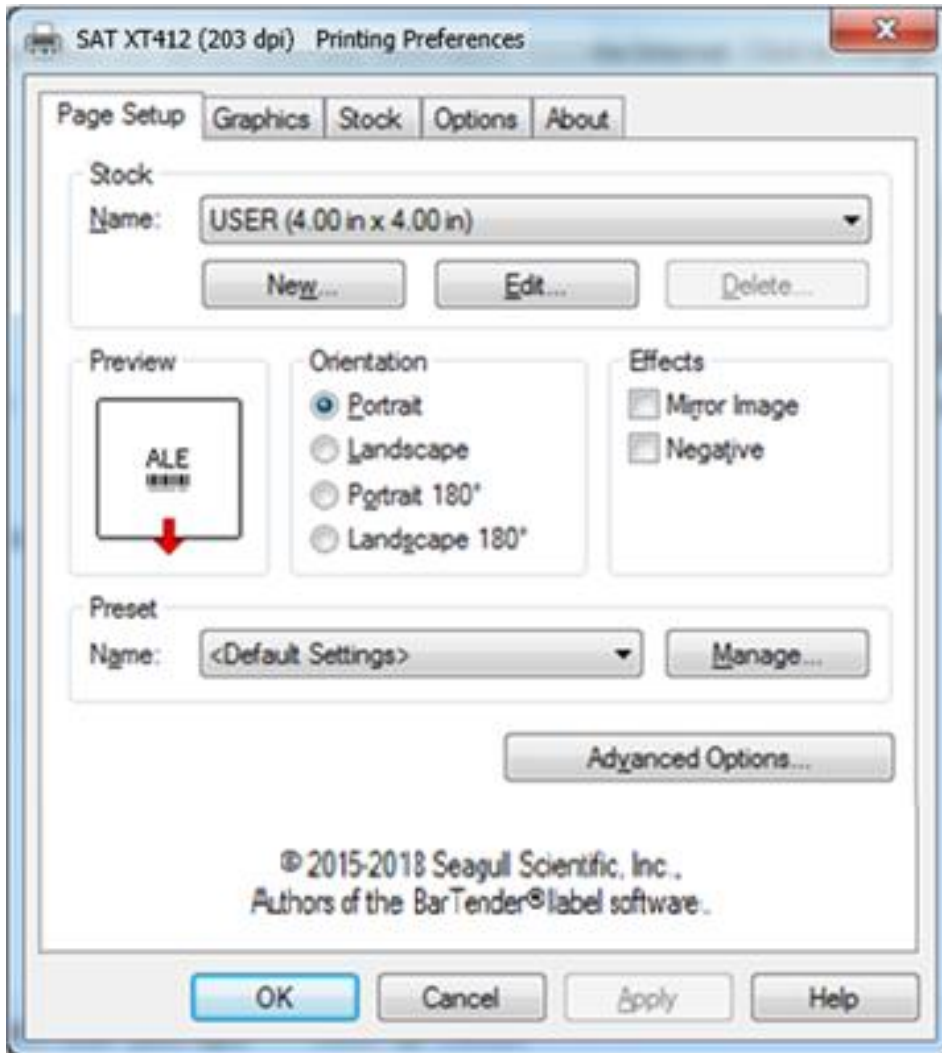 SAT XT412 (203 dpi) Printing Preferences
Page Setup Graphics Stock Options About
Stock
Name: USER (4.00 in x 4.00 in)
New... Edit... Delete...
Preview
ALE
Orientation
Portrait
Landscape
Portrait 180°
Landscape 180°
Effects
Mirror Image
Negative
Preset
Name: <Default Settings> Manage...
Advanced Options...
© 2015-2018 Seagull Scientific, Inc.,
Authors of the BarTender® label software.
OK Cancel Apply Help